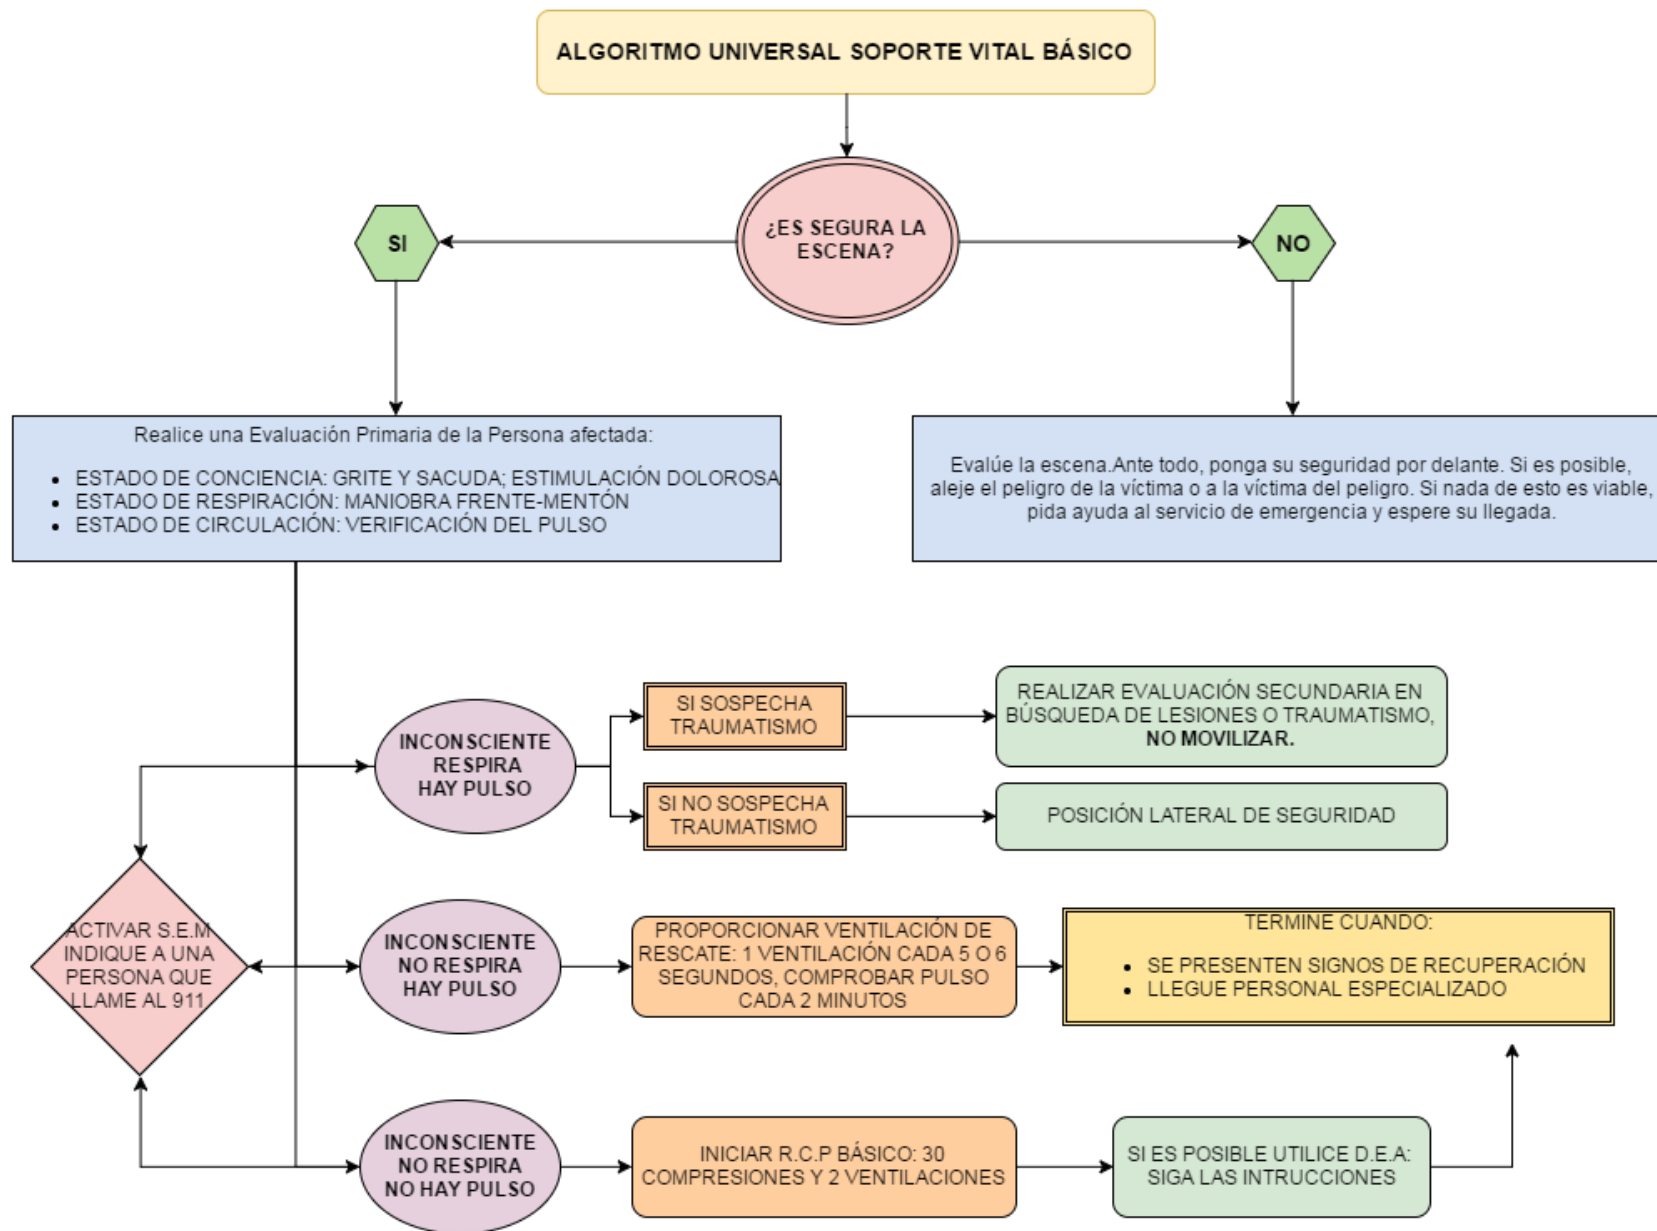 ALGORITMO UNIVERSAL SOPORTE VITAL BÁSICO
¿ES SEGURA LA
ESCENA?
SI
NO
Realice una Evaluación Primaria de la Persona afectada:
• ESTADO DE CONCIENCIA: GRITE Y SACUDA; ESTIMULACIÓN DOLOROSA
• ESTADO DE RESPIRACIÓN: MANIOBRA FRENTE-MENTÓN
• ESTADO DE CIRCULACIÓN: VERIFICACIÓN DEL PULSO
Evalúe la escena.Ante todo, ponga su seguridad por delante. Si es posible,
aleje el peligro de la víctima o a la víctima del peligro. Si nada de esto es viable,
pida ayuda al servicio de emergencia y espere su llegada.
INCONSCIENTE
RESPIRA
HAY PULSO
SI SOSPECHA
TRAUMATISMO
REALIZAR EVALUACIÓN SECUNDARIA EN
BÚSQUEDA DE LESIONES O TRAUMATISMO,
NO MOVILIZAR.
SI NO SOSPECHA
TRAUMATISMO
POSICIÓN LATERAL DE SEGURIDAD
ACTIVAR S.E.M
INDIQUE A UNA
PERSONA QUE
LLAME AL 911
INCONSCIENTE
NO RESPIRA
HAY PULSO
PROPORCIONAR VENTILACIÓN DE
RESCATE: 1 VENTILACIÓN CADA 5 O 6
SEGUNDOS, COMPROBAR PULSO
CADA 2 MINUTOS
TERMINE CUANDO:
• SE PRESENTEN SIGNOS DE RECUPERACIÓN
• LLEGUE PERSONAL ESPECIALIZADO
INCONSCIENTE
NO RESPIRA
NO HAY PULSO
INICIAR R.C.P BÁSICO: 30
COMPRESIONES Y 2 VENTILACIONES
SI ES POSIBLE UTILICE D.E.A:
SIGA LAS INTRUCCIONES